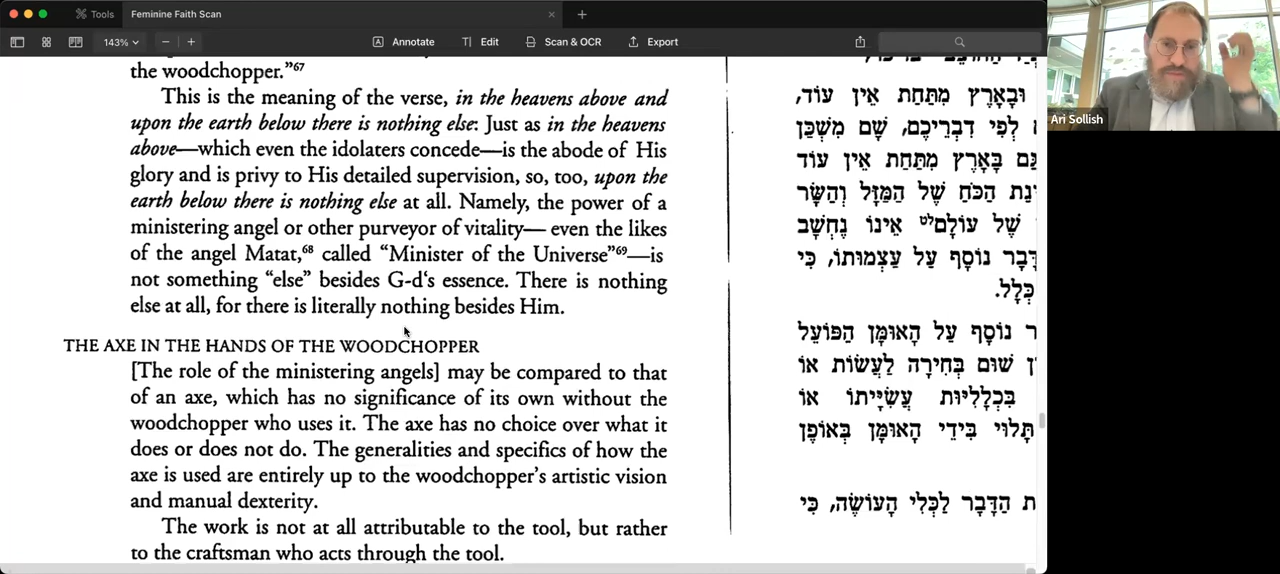 Tools
Feminine Faith Scan
143%
Annotate
Edit
Scan & OCR
Export
Ari Sollish
the woodchopper."67
This is the meaning of the verse, in the heavens above and
upon the earth below there is nothing else: Just as in the heavens
above—which even the idolaters concede—is the abode of His
glory and is privy to His detailed supervision, so, too, upon the
earth below there is nothing else at all. Namely, the power of a
ministering angel or other purveyor of vitality— even the likes
of the angel Matat,68 called "Minister of the Universe"69—is
not something "else" besides G-d's essence. There is nothing
else at all, for there is literally nothing besides Him.
THE AXE IN THE HANDS OF THE WOODCHOPPER
[The role of the ministering angels] may be compared to that
of an axe, which has no significance of its own without the
woodchopper who uses it. The axe has no choice over what it
does or does not do. The generalities and specifics of how the
axe is used are entirely up to the woodchopper's artistic vision
and manual dexterity.
The work is not at all attributable to the tool, but rather
to the craftsman who acts through the tool.
וּבָאָרֶץ מִתַּחַת אֵין עוֹד,
לְפִי דִבְרֵיכֶם, שָׁם מִשְׁכַּן
גַּם בָּאָרֶץ מִתַּחַת אֵין עוֹד
ינַת הַכֹּחַ שֶׁל הַמַּזָּל וְהַשַּׂר
שֶׁל עוֹלָםלט אֵינוֹ נֶחְשָׁב
דָּבָר נוֹסָף עַל עַצְמוּתוֹ, כִּי
כְּלָל.
ר נוֹסָף עַל הָאוּמָּן הַפּוֹעֵל
ן שׁוּם בְּחִירָה לַעֲשׂוֹת אוֹ
בִּכְלָלִיּוּת עֲשִׂיָּיתוֹ אוֹ
תָּלוּי בִּידֵי הָאוּמָּן בְּאוֹפֶן
ת הַדָּבָר לַכְּלִי הָעוֹשֶׂה, כִּי